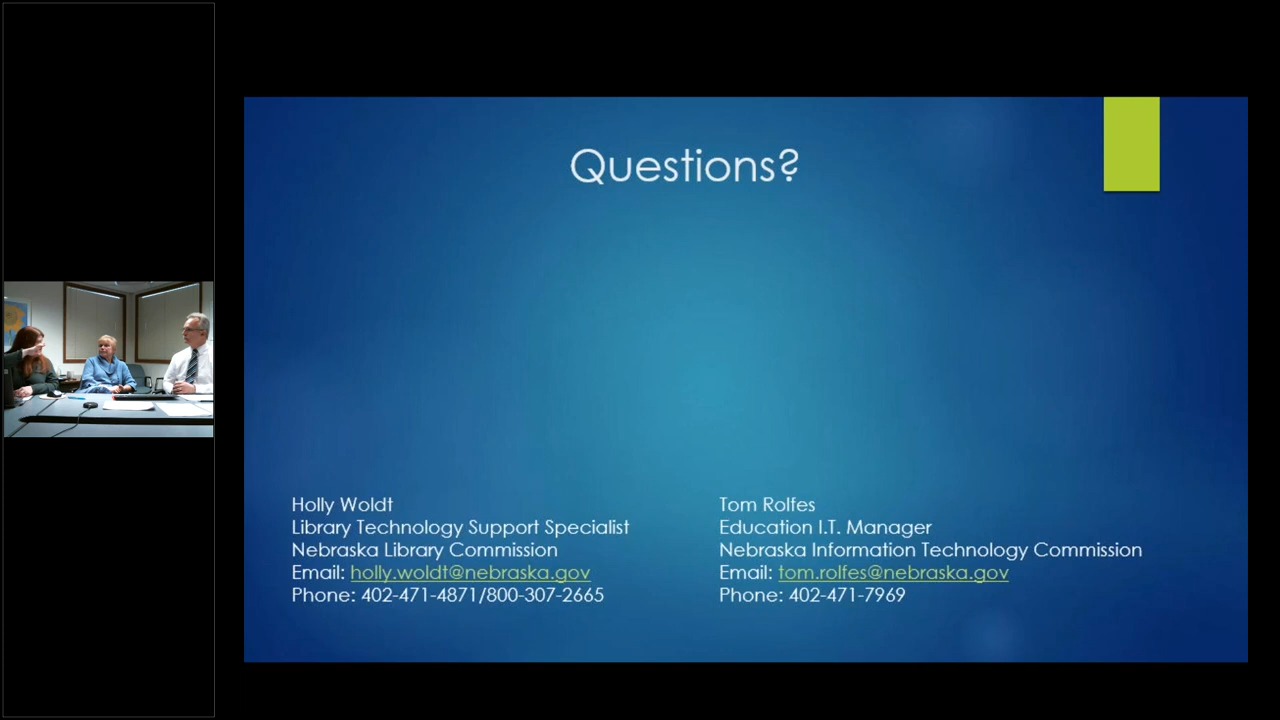 Questions?
Holly Woldt
Library Technology Support Specialist
Nebraska Library Commission
Email: holly.woldt@nebraska.gov
Phone: 402-471-4871/800-307-2665
Tom Rolfes
Education I.T. Manager
Nebraska Information Technology Commission
Email: tom.rolfes@nebraska.gov
Phone: 402-471-7969